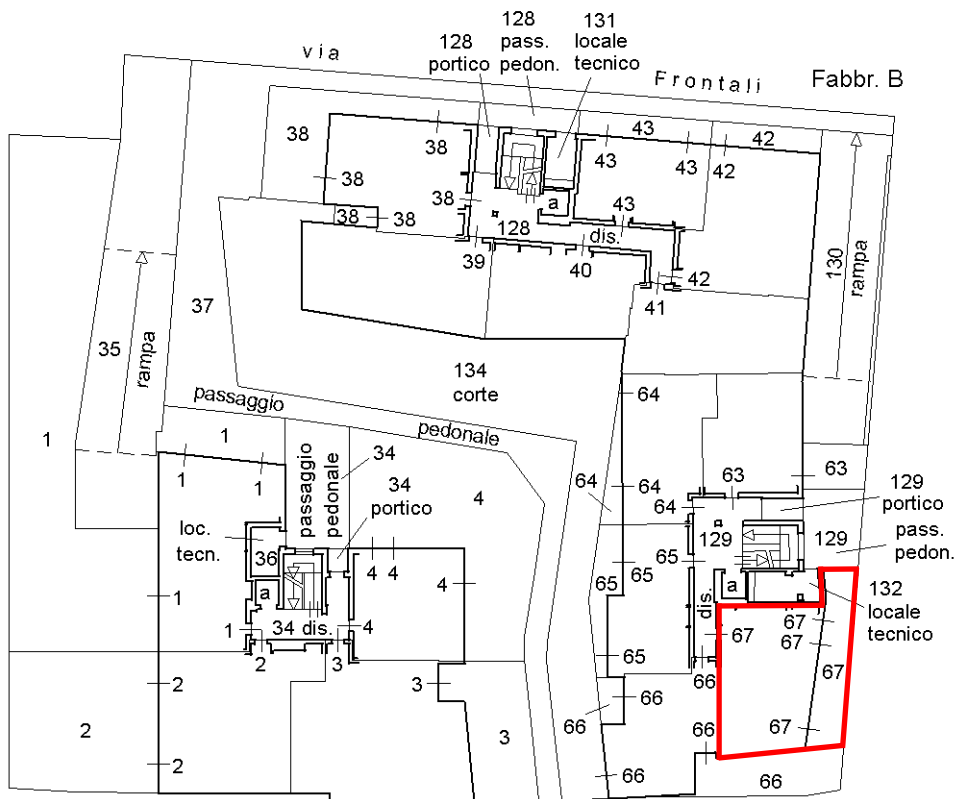 via
Frontali
Fabbr. B
128
portico
128
pass.
pedon.
131
locale
tecnico
38
38
43
43
43
42
42
38
38
38
38
a
43
128
dis.
39
40
42
41
130
rampa
37
35
rampa
134
corte
passaggio
pedonale
1
1
1
1
passaggio
pedonale
34
34
portico
4
loc.
tecn.
36
4
4
4
a
1
1
34
dis.
4
2
3
2
2
2
3
3
64
64
64
64
63
63
129
portico
129
129
pass.
pedon.
65
65
65
65
dis.
a
132
locale
tecnico
67
67
67
67
67
66
66
66
66
66
66